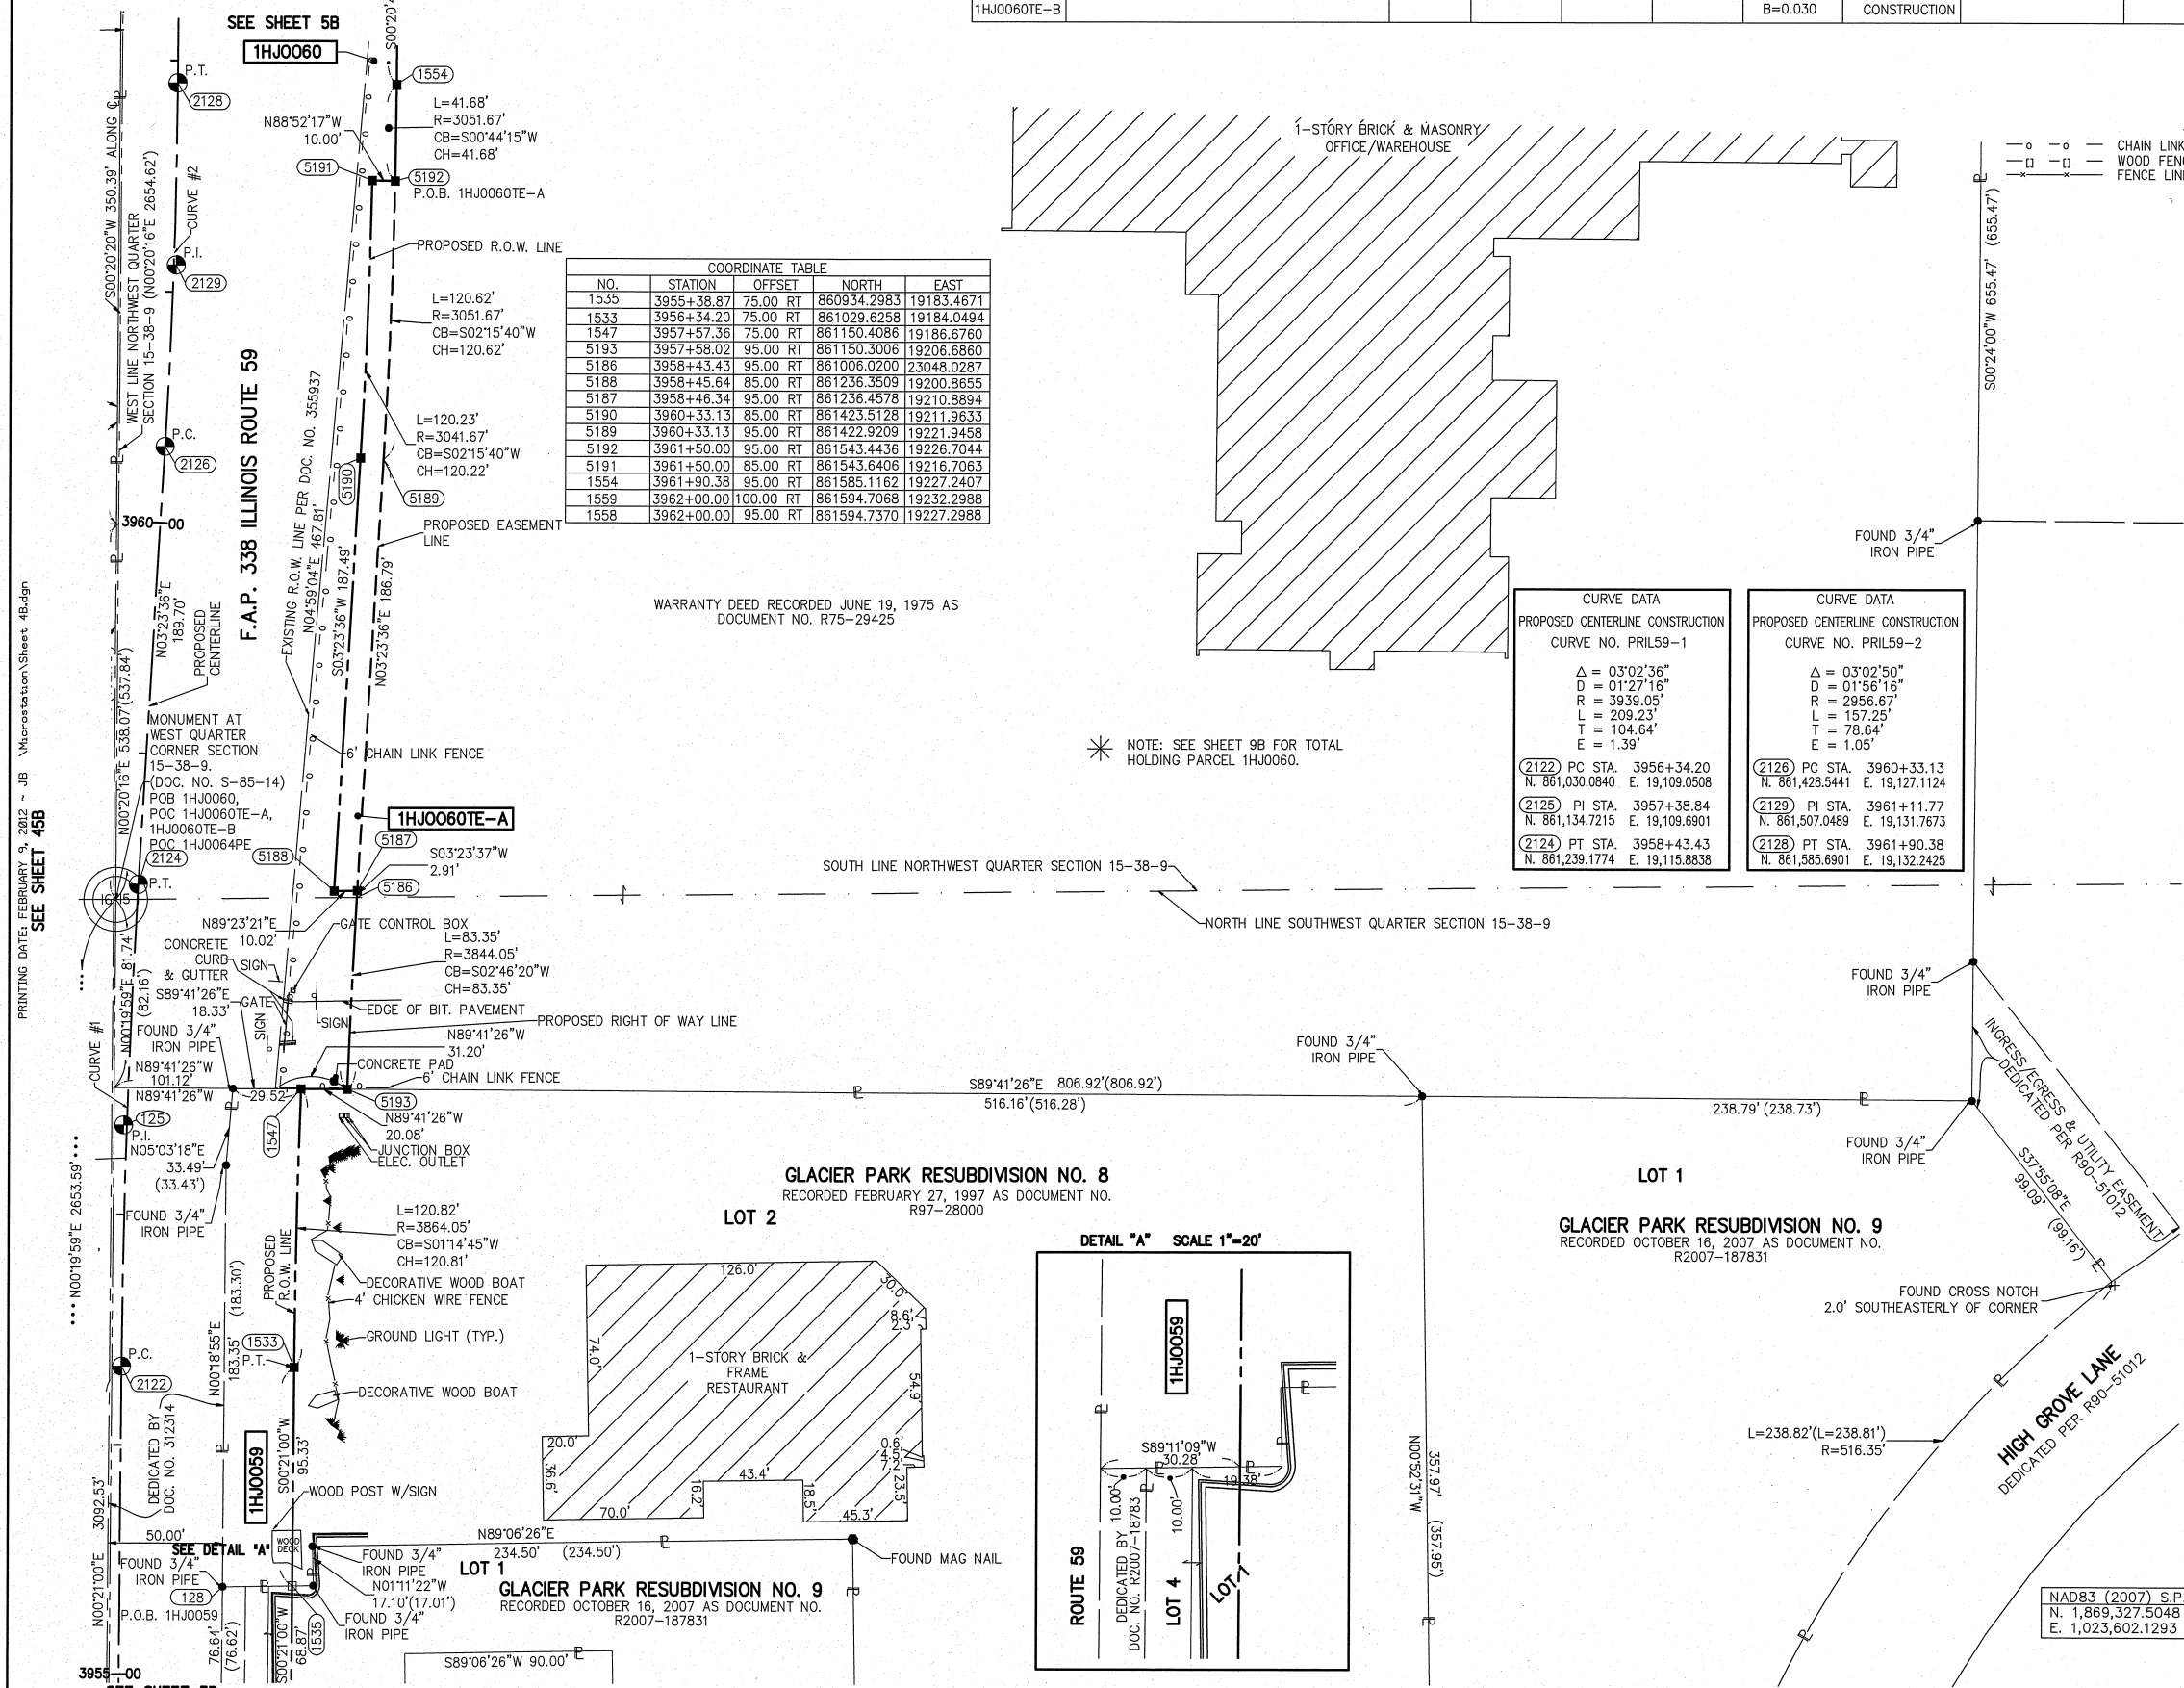 1HJ0060TE-B
B=0.030
CONSTRUCTION
SEE SHEET 5B
1HJ0060
S00°20'4
P.T.
2128
1554
L=41.68'
R=3051.67'
CB=S00°44'15"W
CH=41.68'
N88°52'17"W
10.00'
5191
5192
P.O.B. 1HJ0060TE-A
S00°20'20"W 350.39' ALONG ℄
WEST LINE NORTHWEST QUARTER
SECTION 15-38-9 (N00°20'16"E 2654.62')
CURVE #2
P.I.
2129
PROPOSED R.O.W. LINE
L=120.62'
R=3051.67'
CB=S02°15'40"W
CH=120.62'
F.A.P. 338 ILLINOIS ROUTE 59
EXISTING R.O.W. LINE PER DOC. NO. 355937
N04°59'04"E 467.81'
P.C.
2126
L=120.23'
R=3041.67'
CB=S02°15'40"W
CH=120.22'
5190
5189
PROPOSED EASEMENT
LINE
3960-00
N03°23'36"E
189.70'
PROPOSED
CENTERLINE
S03°23'36"W 187.49'
N03°23'36"E 186.79'
COORDINATE TABLE
NO. STATION OFFSET NORTH EAST
1535 3955+38.87 75.00 RT 860934.2983 19183.4671
1533 3956+34.20 75.00 RT 861029.6258 19184.0494
1547 3957+57.36 75.00 RT 861150.4086 19186.6760
5193 3957+58.02 95.00 RT 861150.3006 19206.6860
5186 3958+43.43 95.00 RT 861006.0200 23048.0287
5188 3958+45.64 85.00 RT 861236.3509 19200.8655
5187 3958+46.34 95.00 RT 861236.4578 19210.8894
5190 3960+33.13 85.00 RT 861423.5128 19211.9633
5189 3960+33.13 95.00 RT 861422.9209 19221.9458
5192 3961+50.00 95.00 RT 861543.4436 19226.7044
5191 3961+50.00 85.00 RT 861543.6406 19216.7063
1554 3961+90.38 95.00 RT 861585.1162 19227.2407
1559 3962+00.00 100.00 RT 861594.7068 19232.2988
1558 3962+00.00 95.00 RT 861594.7370 19227.2988
WARRANTY DEED RECORDED JUNE 19, 1975 AS
DOCUMENT NO. R75-29425
1-STORY BRICK & MASONRY
OFFICE/WAREHOUSE
CHAIN LINK
WOOD FEN
FENCE LIN
S00°24'00"W 655.47' (655.47')
FOUND 3/4"
IRON PIPE
CURVE DATA
PROPOSED CENTERLINE CONSTRUCTION
CURVE NO. PRIL59-1
Δ = 03°02'36"
D = 01°27'16"
R = 3939.05'
L = 209.23'
T = 104.64'
E = 1.39'
2122 PC STA. 3956+34.20
N. 861,030.0840 E. 19,109.0508
2125 PI STA. 3957+38.84
N. 861,134.7215 E. 19,109.6901
2124 PT STA. 3958+43.43
N. 861,239.1774 E. 19,115.8838
CURVE DATA
PROPOSED CENTERLINE CONSTRUCTION
CURVE NO. PRIL59-2
Δ = 03°02'50"
D = 01°56'16"
R = 2956.67'
L = 157.25'
T = 78.64'
E = 1.05'
2126 PC STA. 3960+33.13
N. 861,428.5441 E. 19,127.1124
2129 PI STA. 3961+11.77
N. 861,507.0489 E. 19,131.7673
2128 PT STA. 3961+90.38
N. 861,585.6901 E. 19,132.2425
NOTE: SEE SHEET 9B FOR TOTAL
HOLDING PARCEL 1HJ0060.
PRINTING DATE: FEBRUARY 9, 2012 ~ JB \Microstation\Sheet 4B.dgn
SEE SHEET 45B
N00°20'16"E 538.07'(537.84')
MONUMENT AT
WEST QUARTER
CORNER SECTION
15-38-9.
(DOC. NO. S-85-14)
POB 1HJ0060,
POC 1HJ0060TE-A,
1HJ0060TE-B
POC 1HJ0064PE
2124
P.T.
16 15
6' CHAIN LINK FENCE
1HJ0060TE-A
5188
5187
S03°23'37"W
2.91'
5186
SOUTH LINE NORTHWEST QUARTER SECTION 15-38-9
NORTH LINE SOUTHWEST QUARTER SECTION 15-38-9
N89°23'21"E
10.02'
GATE CONTROL BOX
CONCRETE
CURB
& GUTTER
SIGN
L=83.35'
R=3844.05'
CB=S02°46'20"W
CH=83.35'
S89°41'26"E
18.33'
GATE
SIGN
SIGN
EDGE OF BIT. PAVEMENT
PROPOSED RIGHT OF WAY LINE
N00°19'59"E 81.74'
(82.16')
FOUND 3/4"
IRON PIPE
N89°41'26"W
31.20'
CONCRETE PAD
6' CHAIN LINK FENCE
CURVE #1
N89°41'26"W
101.12'
N89°41'26"W
29.52'
5193
N89°41'26"W
20.08'
JUNCTION BOX
ELEC. OUTLET
125
P.I.
1547
N05°03'18"E
33.49'
(33.43')
FOUND 3/4"
IRON PIPE
S89°41'26"E 806.92'(806.92')
516.16'(516.28')
FOUND 3/4"
IRON PIPE
238.79' (238.73')
FOUND 3/4"
IRON PIPE
FOUND 3/4"
IRON PIPE
INGRESS/EGRESS & UTILITY EASEMENT
DEDICATED PER R90-51012
S37°55'08"E
99.09' (99.16')
GLACIER PARK RESUBDIVISION NO. 8
RECORDED FEBRUARY 27, 1997 AS DOCUMENT NO.
R97-28000
LOT 2
LOT 1
GLACIER PARK RESUBDIVISION NO. 9
RECORDED OCTOBER 16, 2007 AS DOCUMENT NO.
R2007-187831
FOUND CROSS NOTCH
2.0' SOUTHEASTERLY OF CORNER
•••• N00°19'59"E 2653.59' ••••
L=120.82'
R=3864.05'
CB=S01°14'45"W
CH=120.81'
DECORATIVE WOOD BOAT
4' CHICKEN WIRE FENCE
GROUND LIGHT (TYP.)
DECORATIVE WOOD BOAT
PROPOSED
R.O.W. LINE
N00°18'55"E
183.35'
(183.30')
1533
P.T.
P.C.
2122
126.0'
30.0'
8.6'
2.3'
74.0'
54.9'
1-STORY BRICK &
FRAME
RESTAURANT
20.0'
36.6'
70.0'
16.2'
43.4'
18.5'
45.3'
0.6'
4.5'
7.2'
23.5'
DETAIL "A" SCALE 1"=20'
1HJ0059
S89°11'09"W
30.28'
19.38'
10.00'
10.00'
ROUTE 59
DEDICATED BY
DOC. NO. R2007-18783
LOT 4
LOT 1
N00°52'31"W 357.97' (357.95')
L=238.82'(L=238.81')
R=516.35'
HIGH GROVE LANE
DEDICATED PER R90-51012
DEDICATED BY
DOC. NO. 312314
1HJ0059
S00°21'00"W
95.33'
WOOD POST W/SIGN
N00°21'00"E 3092.53'
50.00'
SEE DETAIL "A"
WOOD
DECK
FOUND 3/4"
IRON PIPE
128
P.O.B. 1HJ0059
FOUND 3/4"
IRON PIPE
N01°11'22"W
17.10'(17.01')
FOUND 3/4"
IRON PIPE
1535
N89°06'26"E
234.50' (234.50')
FOUND MAG NAIL
LOT 1
GLACIER PARK RESUBDIVISION NO. 9
RECORDED OCTOBER 16, 2007 AS DOCUMENT NO.
R2007-187831
76.64'
(76.62')
S00°21'00"W
68.87'
S89°06'26"W 90.00'
3955-00
NAD83 (2007) S.P.
N. 1,869,327.5048
E. 1,023,602.1293